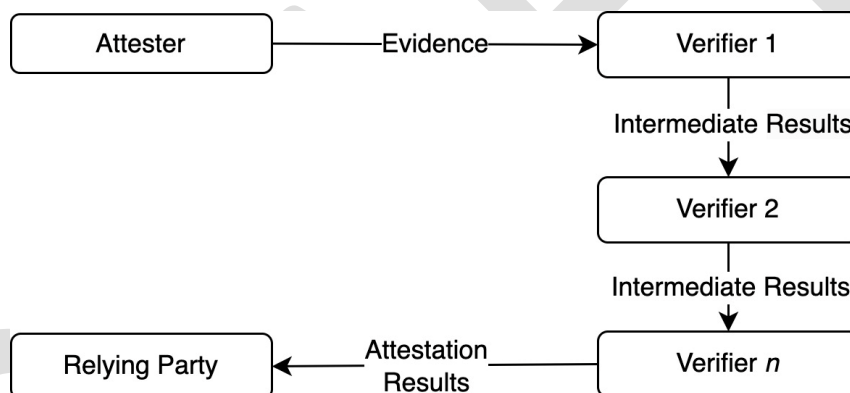 Attester
Evidence
Verifier 1
Intermediate Results
Verifier 2
Intermediate Results
Verifier n
Attestation
Results
Relying Party